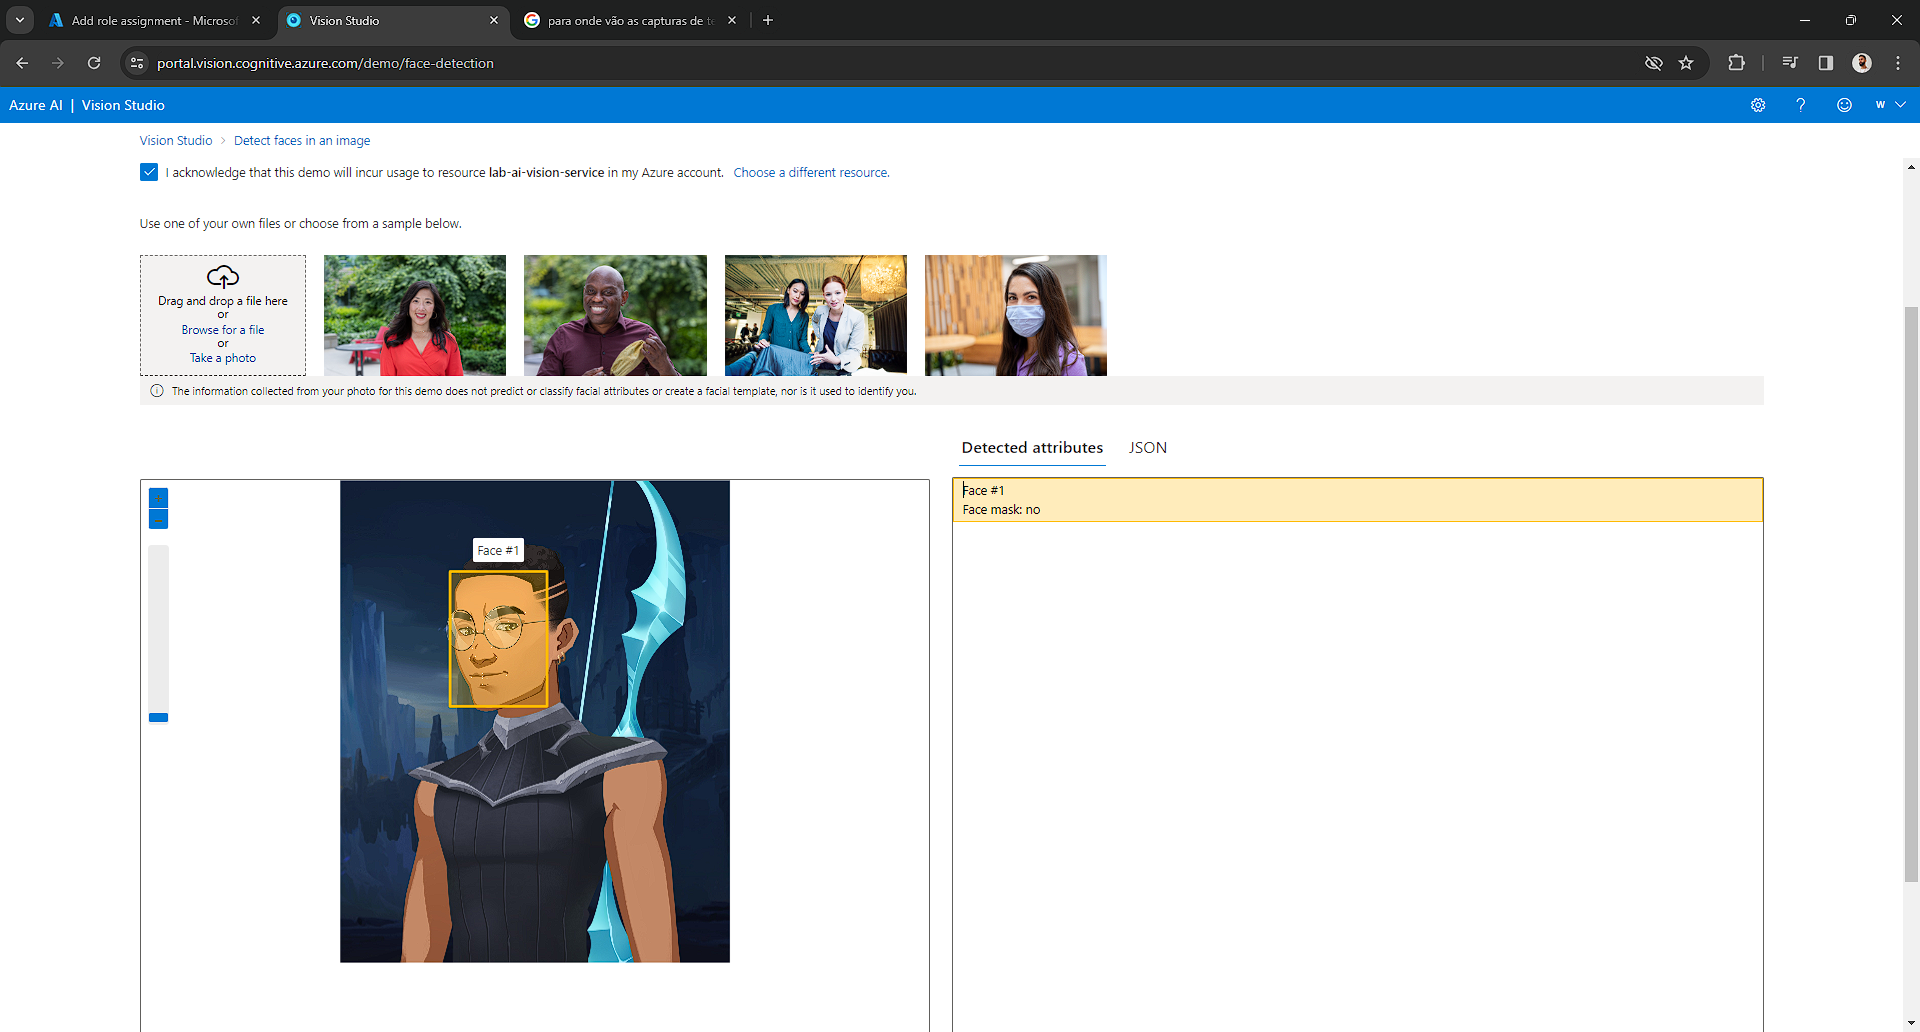 Add role assignment - Microsof
Vision Studio
para onde vão as capturas de te
portal.vision.cognitive.azure.com/demo/face-detection
Azure AI | Vision Studio
W
Vision Studio > Detect faces in an image
I acknowledge that this demo will incur usage to resource lab-ai-vision-service in my Azure account. Choose a different resource.
Use one of your own files or choose from a sample below.
Drag and drop a file here
or
Browse for a file
or
Take a photo
The information collected from your photo for this demo does not predict or classify facial attributes or create a facial template, nor is it used to identify you.
Detected attributes
JSON
Face #1
Face mask: no
Face #1